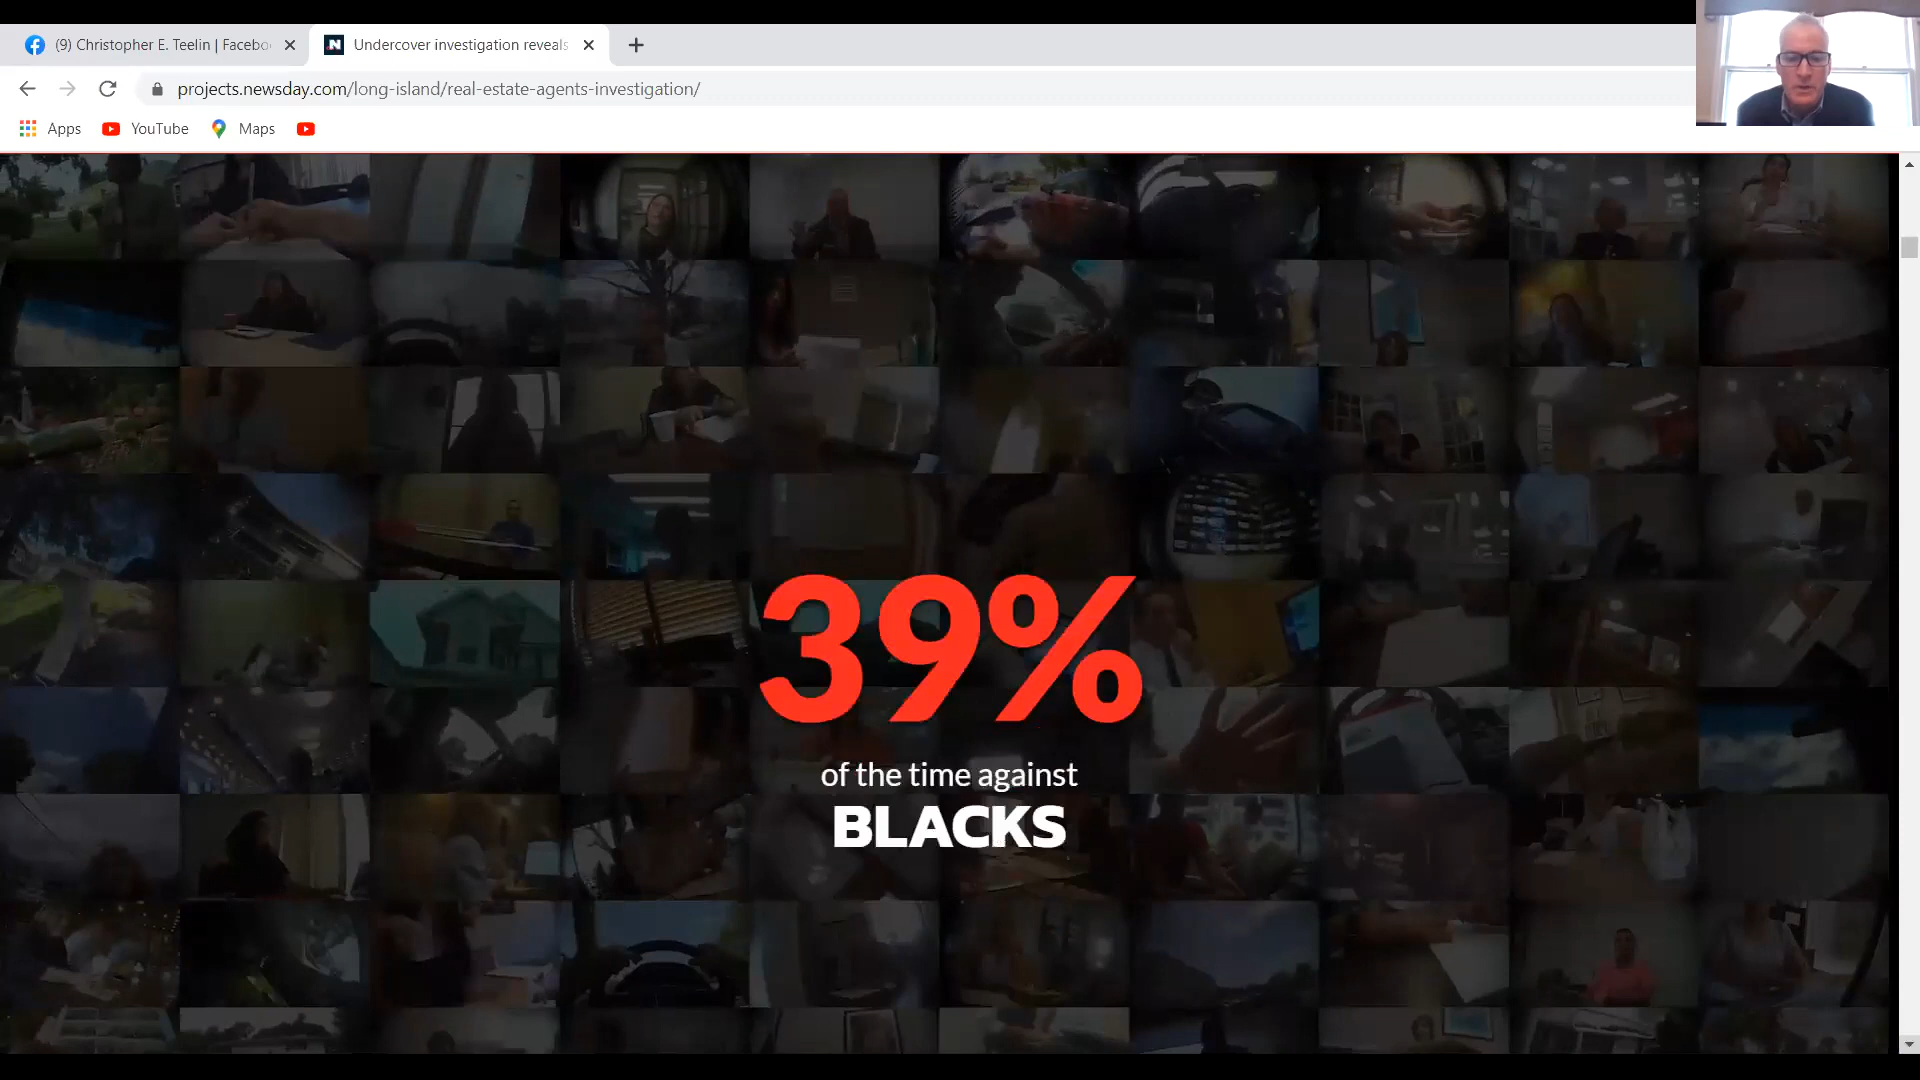 (9) Christopher E. Teelin | Facebo
Undercover investigation reveals
projects.newsday.com/long-island/real-estate-agents-investigation/
Apps
YouTube
Maps
39%
of the time against
BLACKS